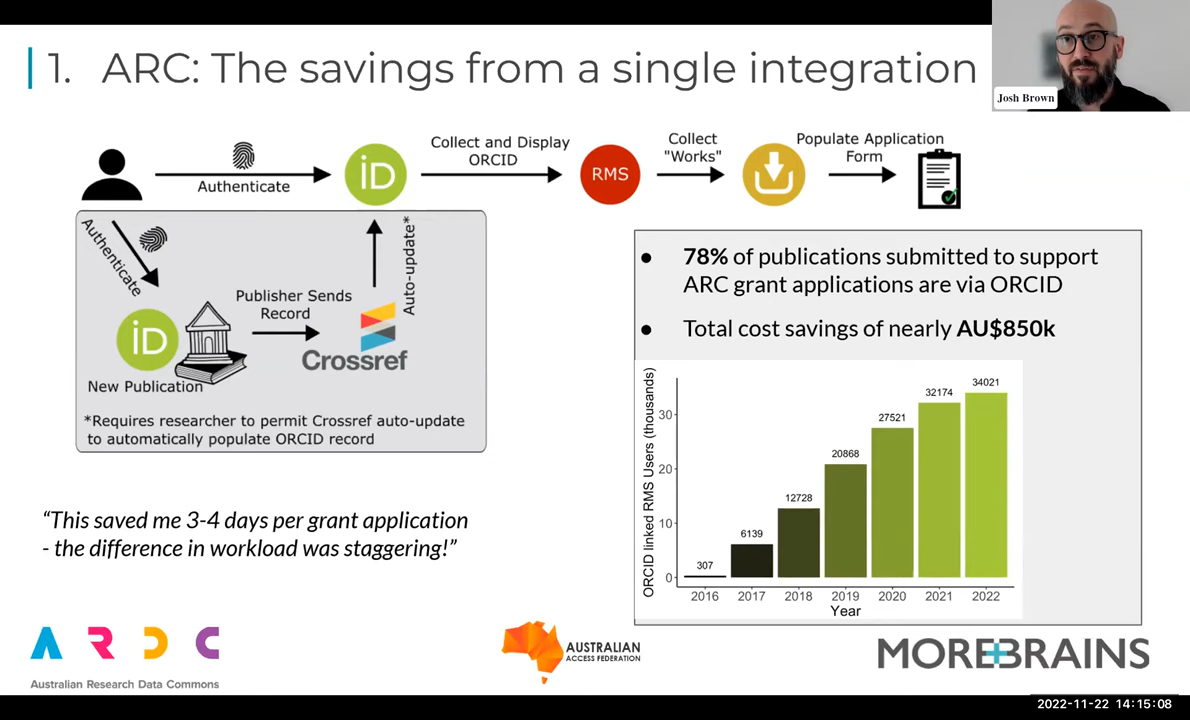 1. ARC: The savings from a single integration
Josh Brown
Authenticate
iD
Collect and Display
ORCID
RMS
Collect
"Works"
Populate Application
Form
Authenticate
iD
New Publication
Publisher Sends
Record
Crossref
Auto-update*
*Requires researcher to permit Crossref auto-update
to automatically populate ORCID record
● 78% of publications submitted to support
ARC grant applications are via ORCID
● Total cost savings of nearly AU$850k
ORCID linked RMS Users (thousands)
30
20
10
0
307
6139
12728
20868
27521
32174
34021
2016 2017 2018 2019 2020 2021 2022
Year
“This saved me 3-4 days per grant application
- the difference in workload was staggering!”
ARDC
Australian Research Data Commons
AUSTRALIAN
ACCESS FEDERATION
MORE+BRAINS
2022-11-22 14:15:08